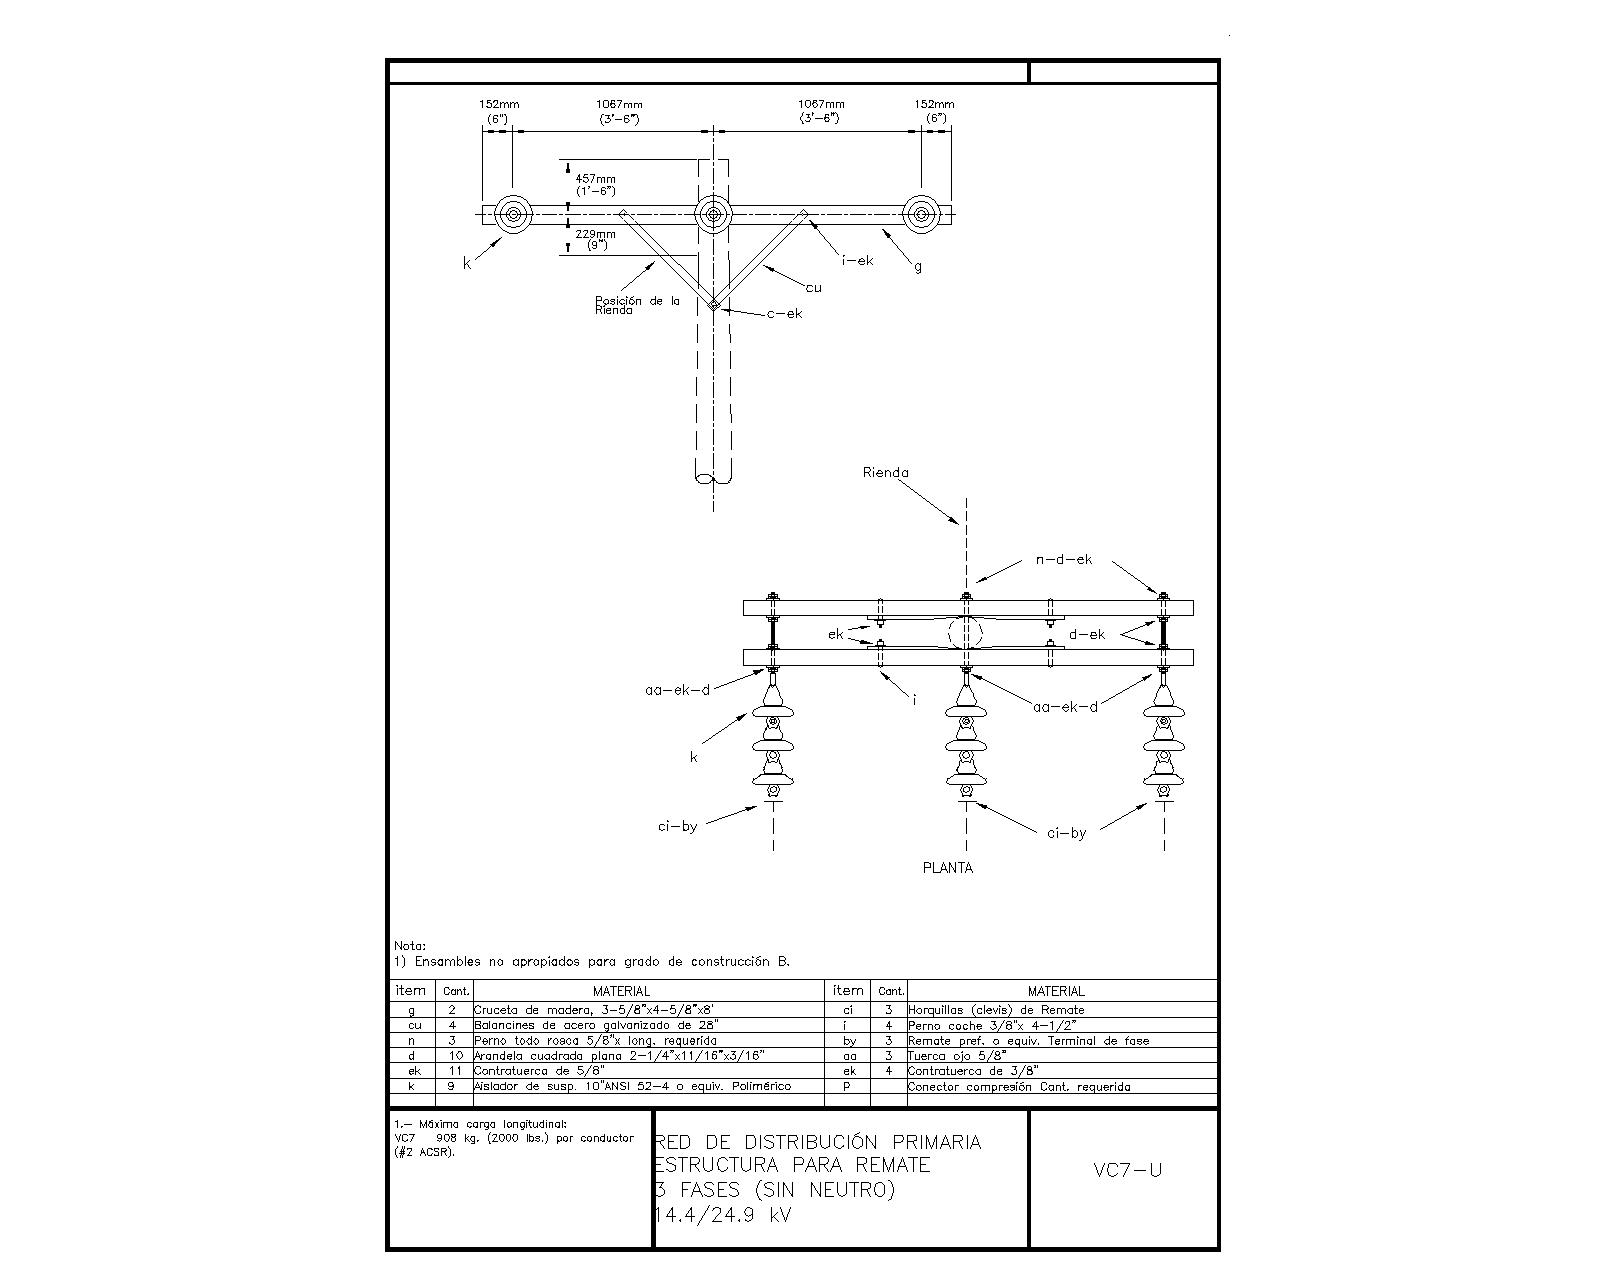 152mm 1067mm 1067mm 152mm
(6") (3'-6") (3'-6") (6")
457mm
(1'-6")
229mm
(9")
k
i-ek
g
cu
Posición de la
Rienda
c-ek
Rienda
n-d-ek
ek
d-ek
aa-ek-d
i
aa-ek-d
k
ci-by
ci-by
PLANTA
Nota:
1) Ensambles no apropiados para grado de construcción B.
item Cant. MATERIAL item Cant. MATERIAL
g 2 Cruceta de madera, 3-5/8"x4-5/8"x8' ci 3 Horquillas (clevis) de Remate
cu 4 Balancines de acero galvanizado de 28" i 4 Perno coche 3/8"x 4-1/2"
n 3 Perno todo rosca 5/8"x long. requerida by 3 Remate pref. o equiv. Terminal de fase
d 10 Arandela cuadrada plana 2-1/4"x11/16"x3/16" aa 3 Tuerca ojo 5/8"
ek 11 Contratuerca de 5/8" ek 4 Contratuerca de 3/8"
k 9 Aislador de susp. 10"ANSI 52-4 o equiv. Polimérico P Conector compresión Cant. requerida
1.- Máxima carga longitudinal:
VC7 908 kg. (2000 lbs.) por conductor
(#2 ACSR).
RED DE DISTRIBUCIÓN PRIMARIA
ESTRUCTURA PARA REMATE
3 FASES (SIN NEUTRO)
14.4/24.9 kV
VC7-U